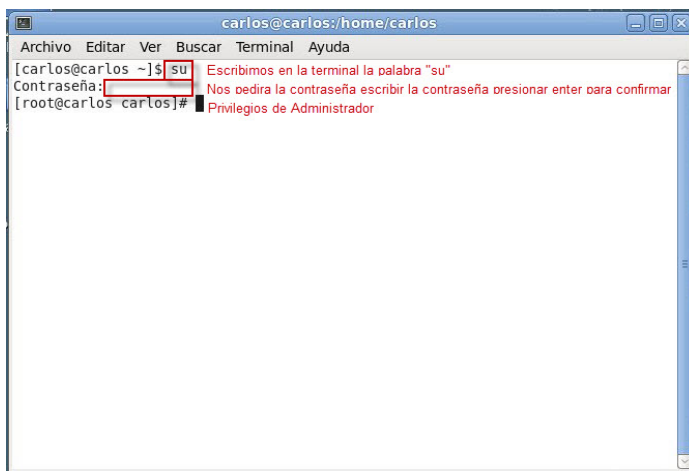 carlos@carlos:/home/carlos
Archivo Editar Ver Buscar Terminal Ayuda
[carlos@carlos ~]$ su Escribimos en la terminal la palabra "su"
Contraseña: Nos pedira la contraseña escribir la contraseña presionar enter para confirmar
[root@carlos carlos]# Privilegios de Administrador